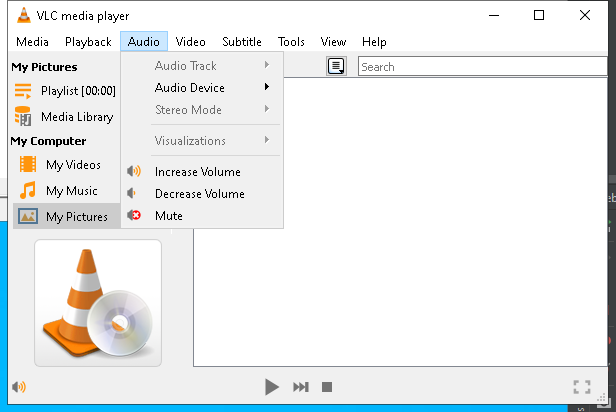 VLC media player
Media Playback Audio Video Subtitle Tools View Help
My Pictures
Playlist [00:00]
Media Library
My Computer
My Videos
My Music
My Pictures
Audio Track
Audio Device
Stereo Mode
Visualizations
Increase Volume
Decrease Volume
Mute
Search